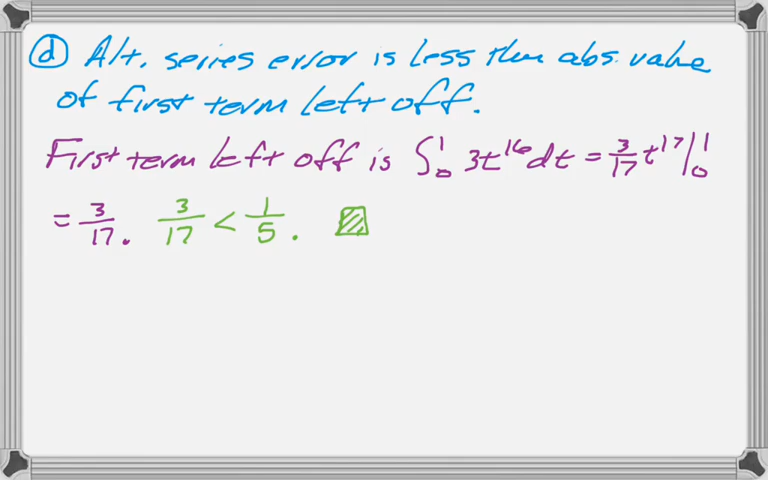 (d) Alt. series error is less then abs. value
of first term left off.
First term left off is ∫₀¹ 3t¹⁶dt = 3/17 t¹⁷ |₀¹
= 3/17. 3/17 < 1/5.